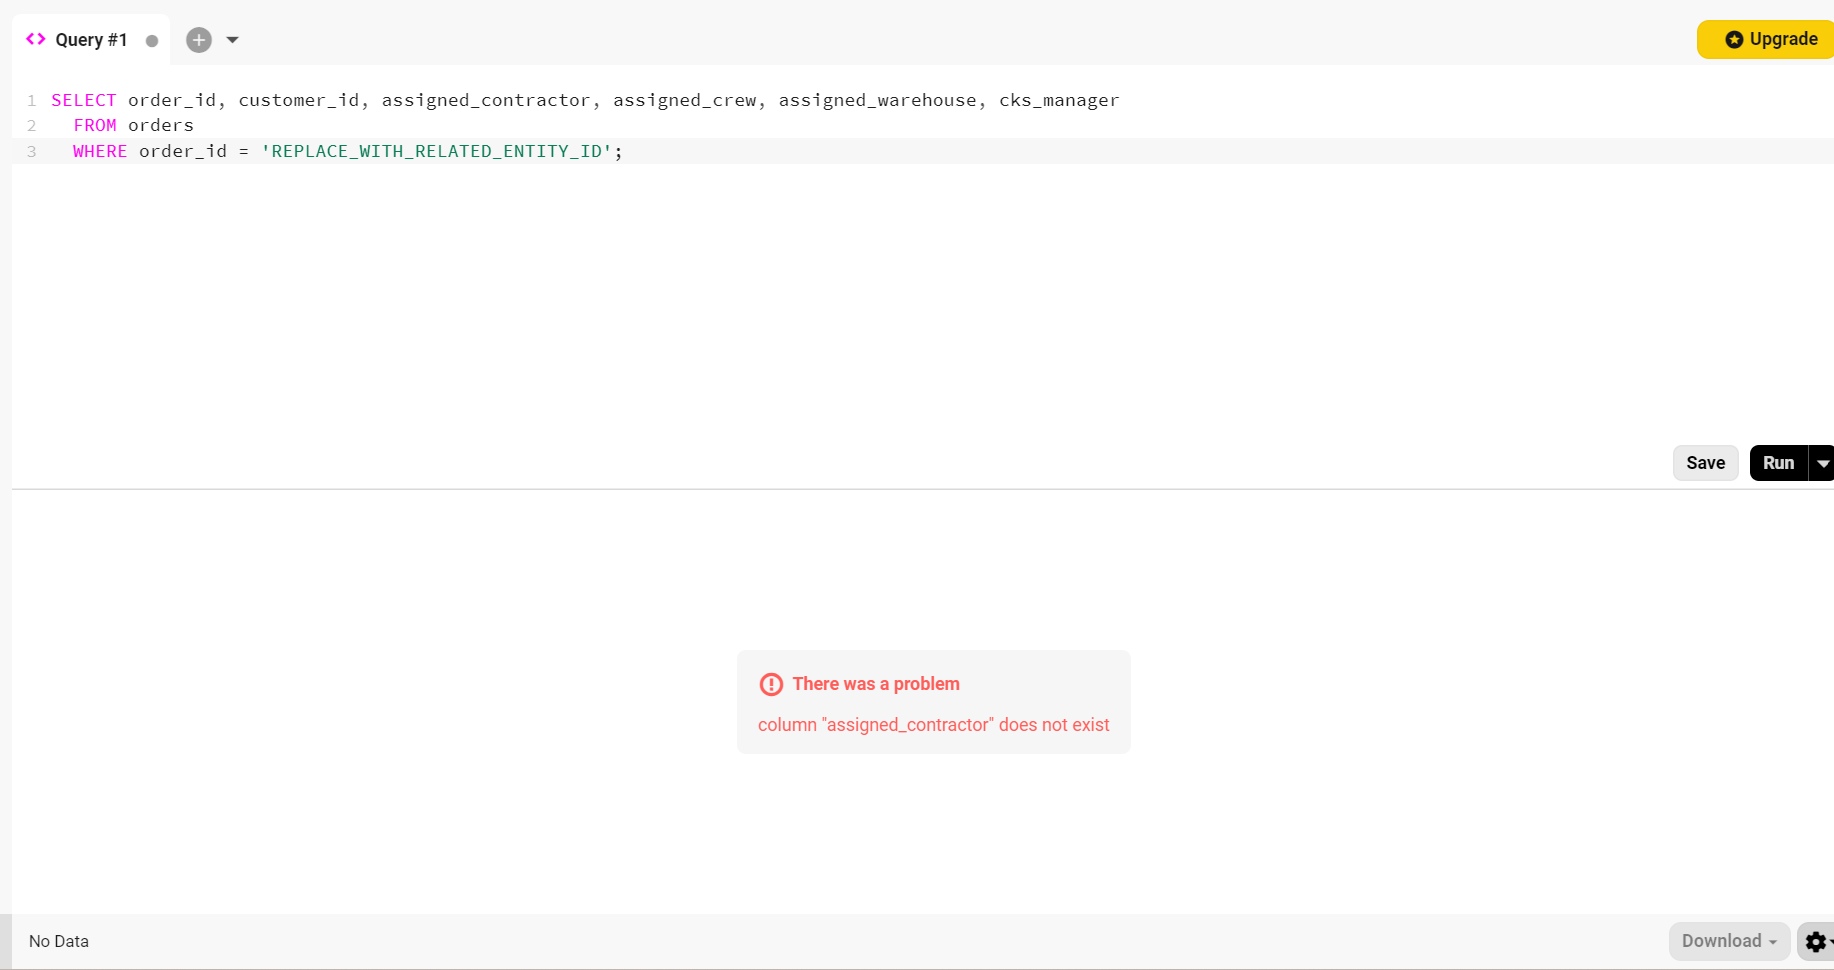 Query #1
Upgrade
1 SELECT order_id, customer_id, assigned_contractor, assigned_crew, assigned_warehouse, cks_manager
2 FROM orders
3 WHERE order_id = 'REPLACE_WITH_RELATED_ENTITY_ID';
Save Run
There was a problem
column "assigned_contractor" does not exist
No Data
Download